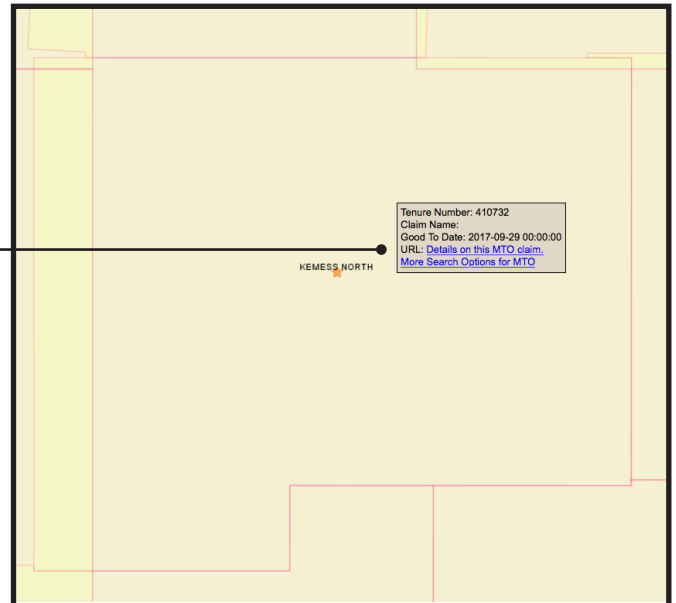 Tenure Number: 410732
Claim Name:
Good To Date: 2017-09-29 00:00:00
URL: Details on this MTO claim.
More Search Options for MTO
KEMESS NORTH